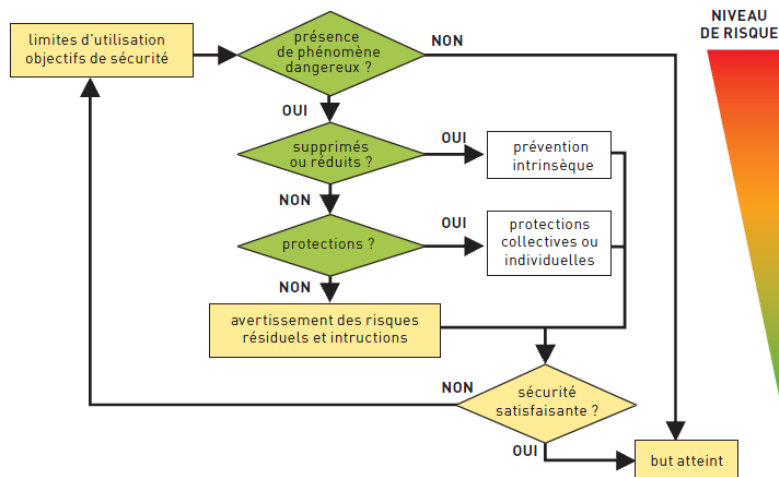 NIVEAU
DE RISQUE
limites d'utilisation
objectifs de sécurité
présence
de phénomène
dangereux ?
NON
OUI
supprimés
ou réduits ?
OUI
prévention
intrinsèque
NON
protections ?
OUI
protections
collectives ou
individuelles
NON
avertissement des risques
résiduels et intructions
NON
sécurité
satisfaisante ?
OUI
but atteint